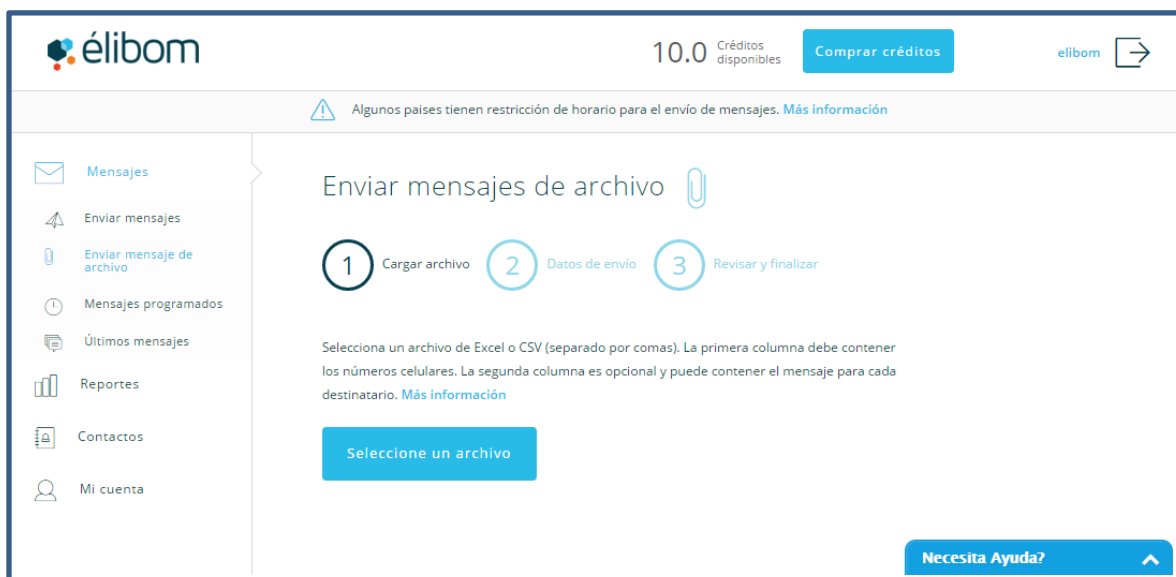 élibom
10.0 Créditos disponibles
Comprar créditos
elibom
Algunos paises tienen restricción de horario para el envío de mensajes. Más información
Mensajes
Enviar mensajes
Enviar mensaje de
archivo
Mensajes programados
Últimos mensajes
Reportes
Contactos
Mi cuenta
Enviar mensajes de archivo
1 Cargar archivo 2 Datos de envío 3 Revisar y finalizar
Selecciona un archivo de Excel o CSV (separado por comas). La primera columna debe contener
los números celulares. La segunda columna es opcional y puede contener el mensaje para cada
destinatario. Más información
Seleccione un archivo
Necesita Ayuda?